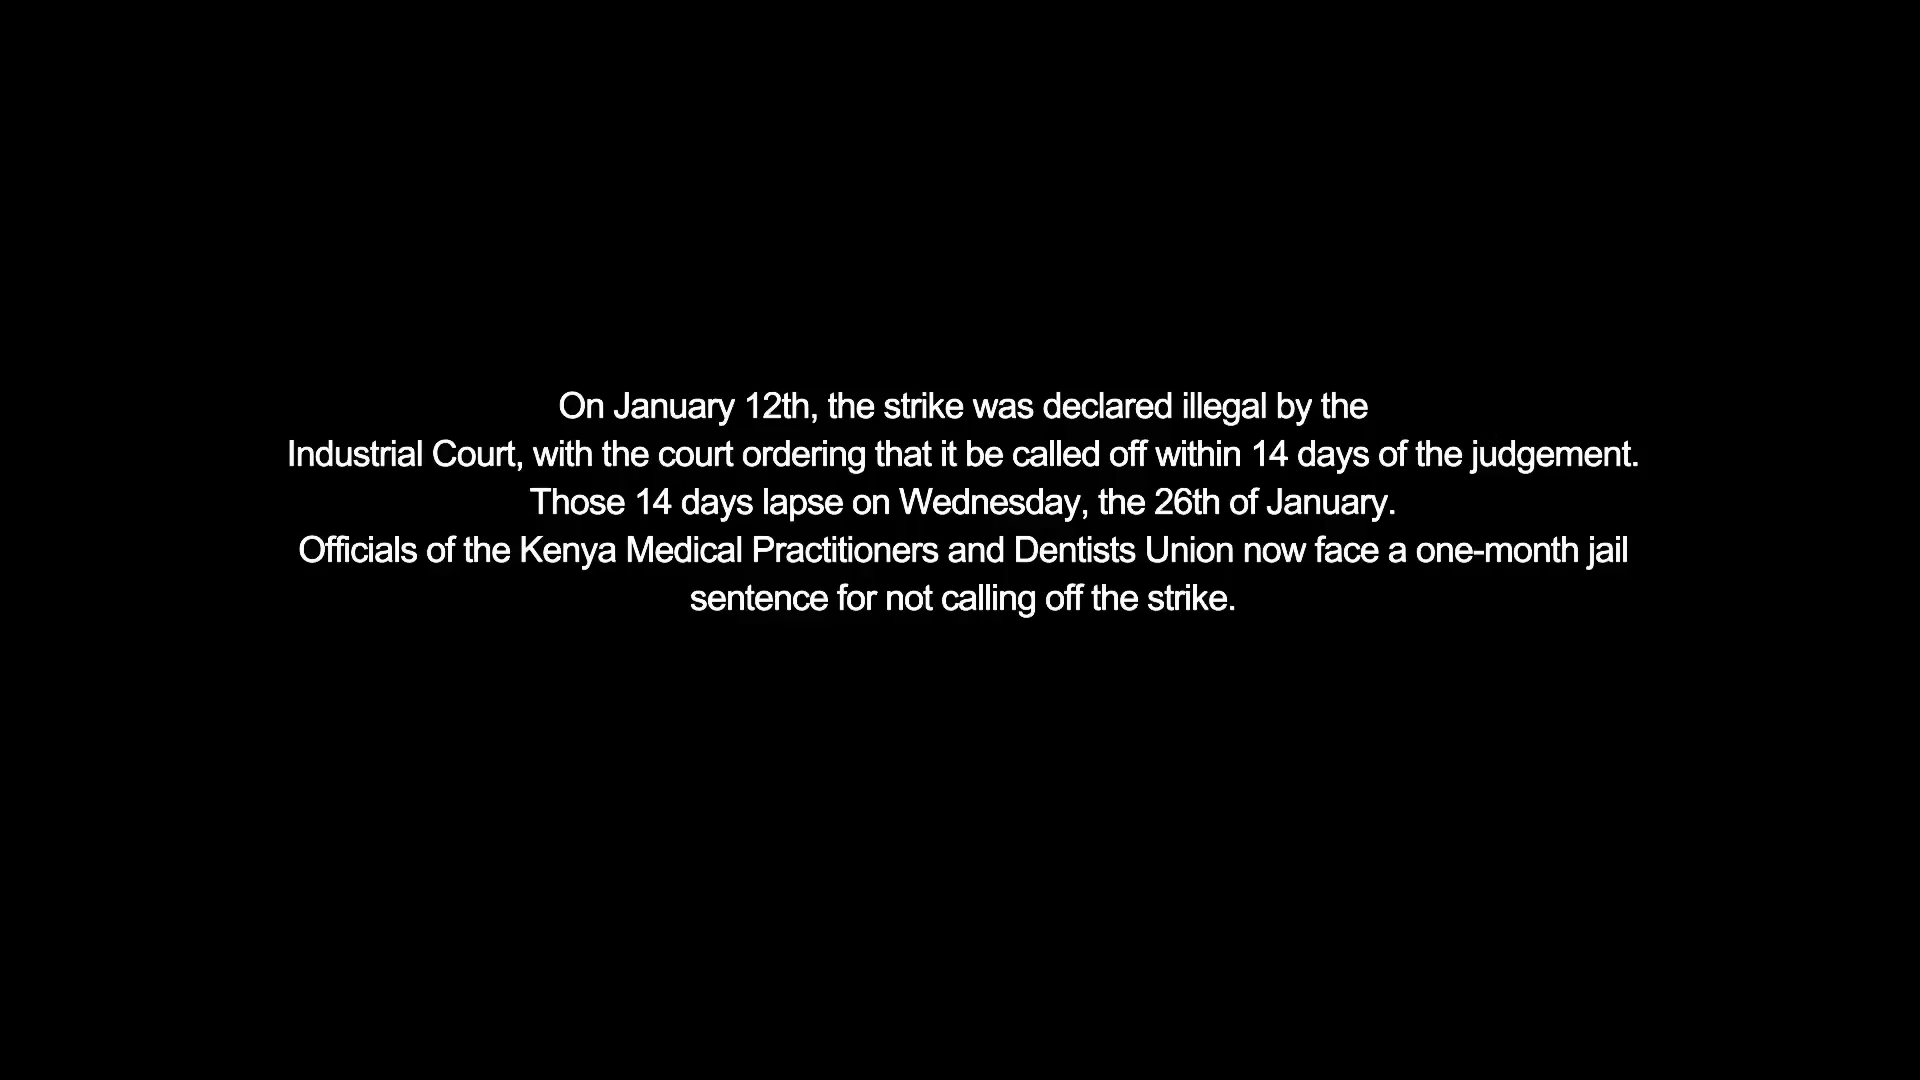 On January 12th, the strike was declared illegal by the
Industrial Court, with the court ordering that it be called off within 14 days of the judgement.
Those 14 days lapse on Wednesday, the 26th of January.
Officials of the Kenya Medical Practitioners and Dentists Union now face a one-month jail
sentence for not calling off the strike.